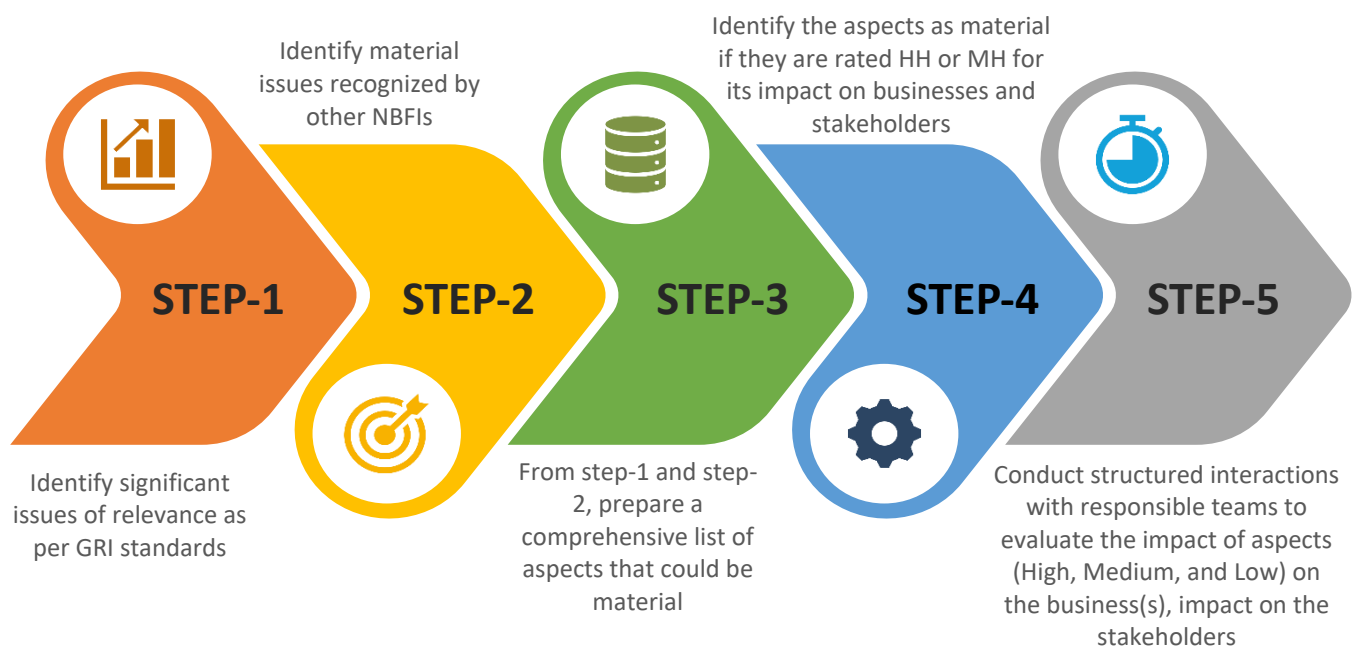 Identify material
issues recognized by
other NBFIs
Identify the aspects as material
if they are rated HH or MH for
its impact on businesses and
stakeholders
STEP-1
STEP-2
STEP-3
STEP-4
STEP-5
Identify significant
issues of relevance as
per GRI standards
From step-1 and step-
2, prepare a
comprehensive list of
aspects that could be
material
Conduct structured interactions
with responsible teams to
evaluate the impact of aspects
(High, Medium, and Low) on
the business(s), impact on the
stakeholders